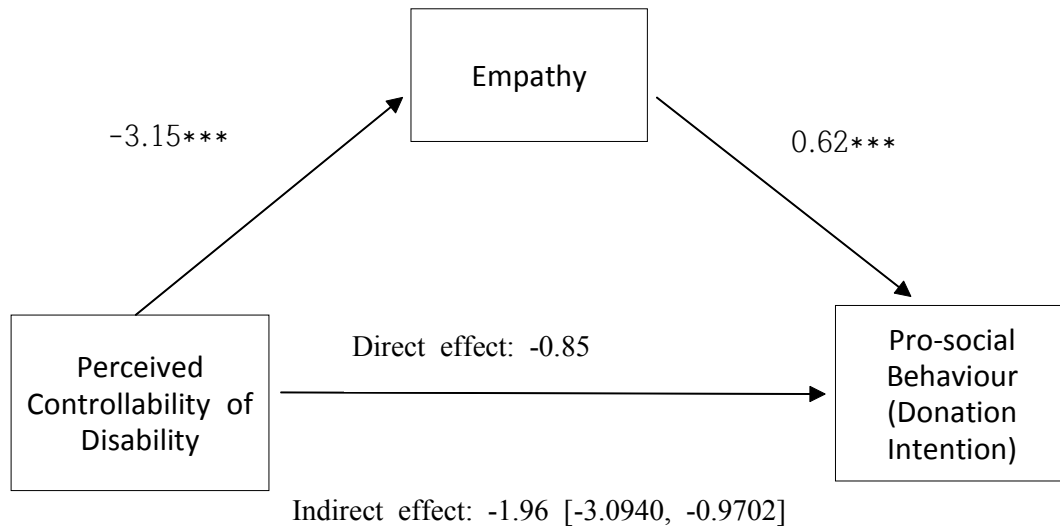 Empathy
-3.15***
0.62***
Direct effect: -0.85
Perceived
Controllability of
Disability
Pro-social
Behaviour
(Donation
Intention)
Indirect effect: -1.96 [-3.0940, -0.9702]